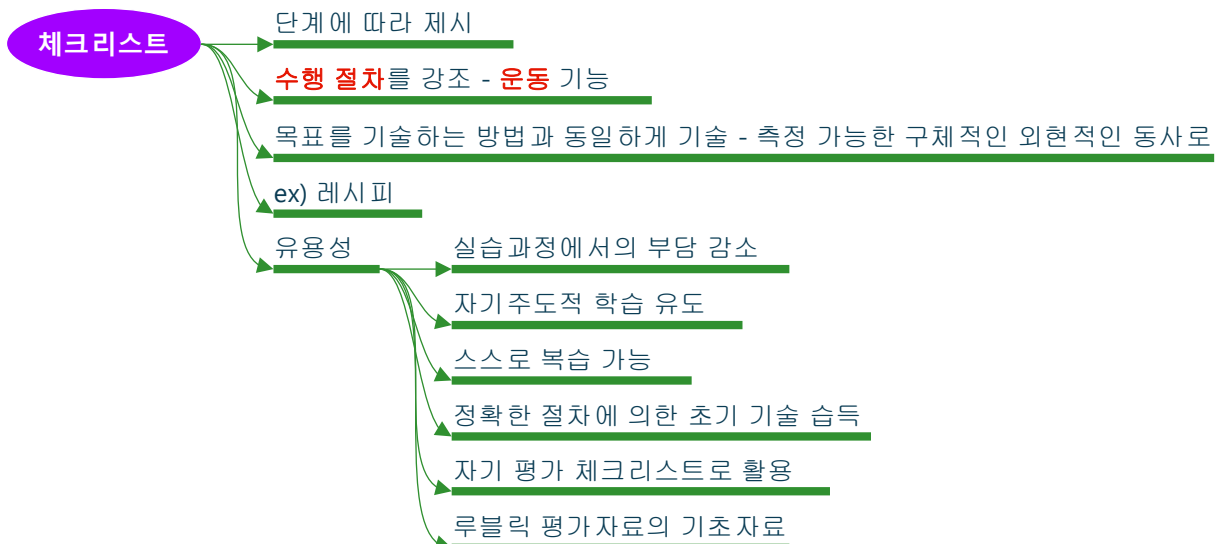 체크리스트
단계에 따라 제시
수행 절차를 강조 - 운동 기능
목표를 기술하는 방법과 동일하게 기술 - 측정 가능한 구체적인 외현적인 동사로
ex) 레시피
유용성
실습과정에서의 부담 감소
자기주도적 학습 유도
스스로 복습 가능
정확한 절차에 의한 초기 기술 습득
자기 평가 체크리스트로 활용
루브릭 평가자료의 기초자료